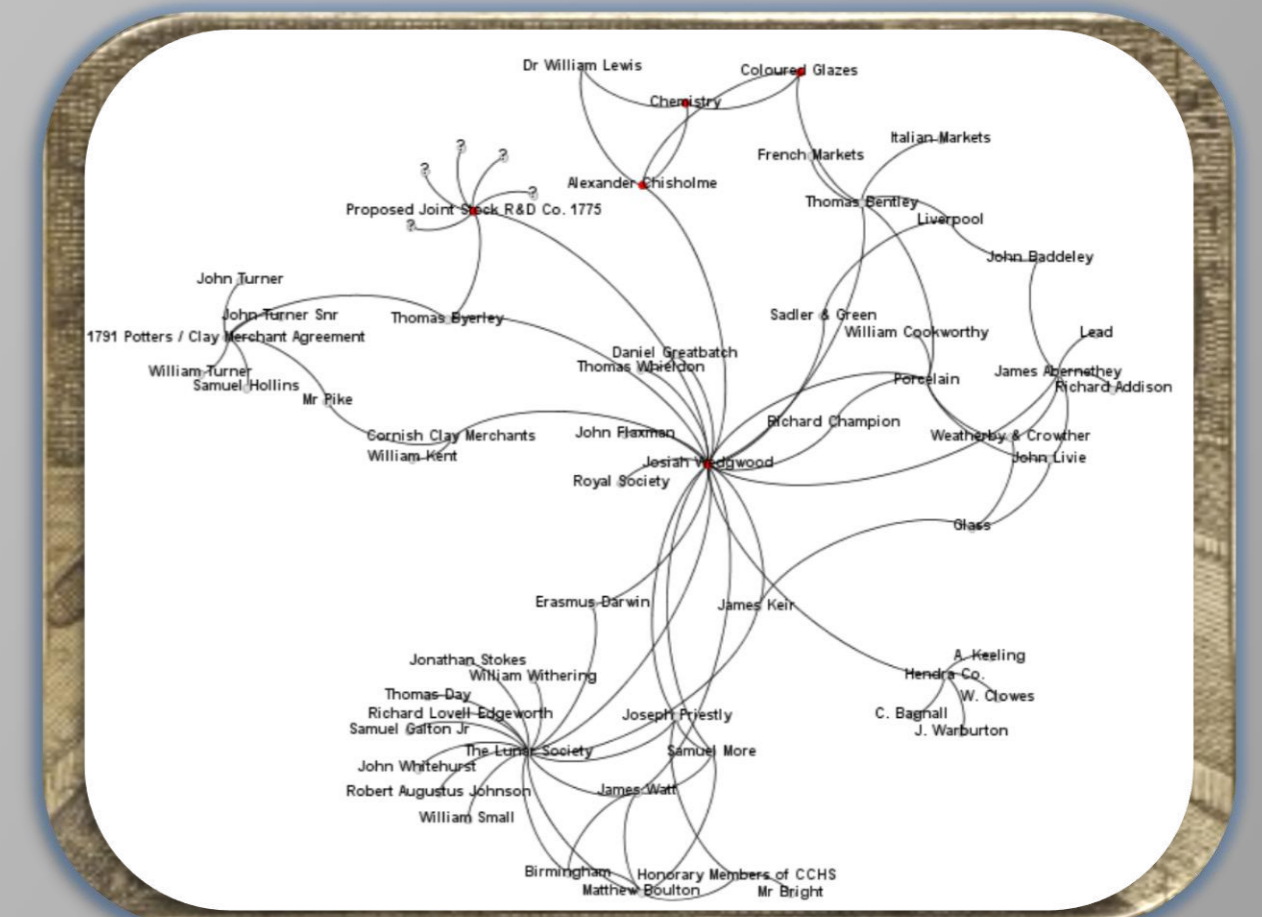 Dr William Lewis
Coloured Glazes
Chemistry
Italian Markets
?
?
French Markets
?
Alexander Chisholme
?
Thomas Bentley
Proposed Joint Stock R&D Co. 1775
Liverpool
?
John Baddeley
John Turner
John Turner Snr
Thomas Byerley
Sadler & Green
William Cookworthy
Lead
1791 Potters / Clay Merchant Agreement
Daniel Greatbatch
Thomas Whieldon
William Turner
James Abernethey
Porcelain
Samuel Hollins
Richard Addison
Mr Pike
Richard Champion
Cornish Clay Merchants
John Flaxman
Weatherby & Crowther
William Kent
John Livie
Josiah Wedgwood
Royal Society
Glass
Erasmus Darwin
James Keir
A. Keeling
Jonathan Stokes
William Withering
Hendra Co.
Thomas Day
W. Clowes
Richard Lovell Edgeworth
Joseph Priestly
C. Bagnall
Samuel Galton Jr
J. Warburton
The Lunar Society
Samuel More
John Whitehurst
Robert Augustus Johnson
James Watt
William Small
Birmingham
Honorary Members of CCHS
Matthew Boulton
Mr Bright